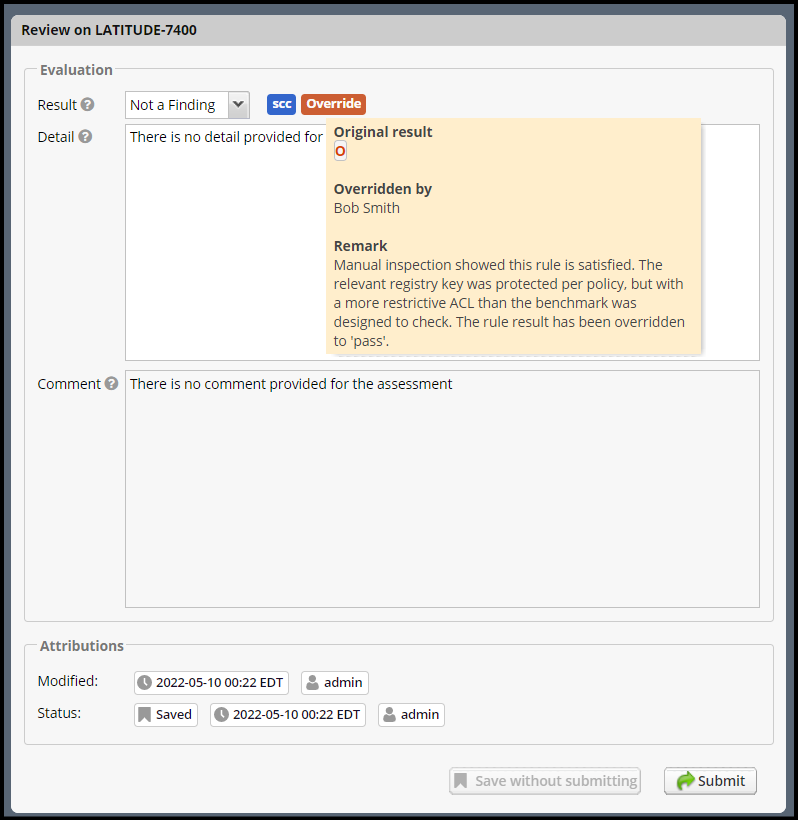 Review on LATITUDE-7400
Evaluation
Result ? Not a Finding scc Override
Detail ? There is no detail provided for
Original result
O
Overridden by
Bob Smith
Remark
Manual inspection showed this rule is satisfied. The
relevant registry key was protected per policy, but with
a more restrictive ACL than the benchmark was
designed to check. The rule result has been overridden
to 'pass'.
Comment ? There is no comment provided for the assessment
Attributions
Modified: 2022-05-10 00:22 EDT admin
Status: Saved 2022-05-10 00:22 EDT admin
Save without submitting Submit